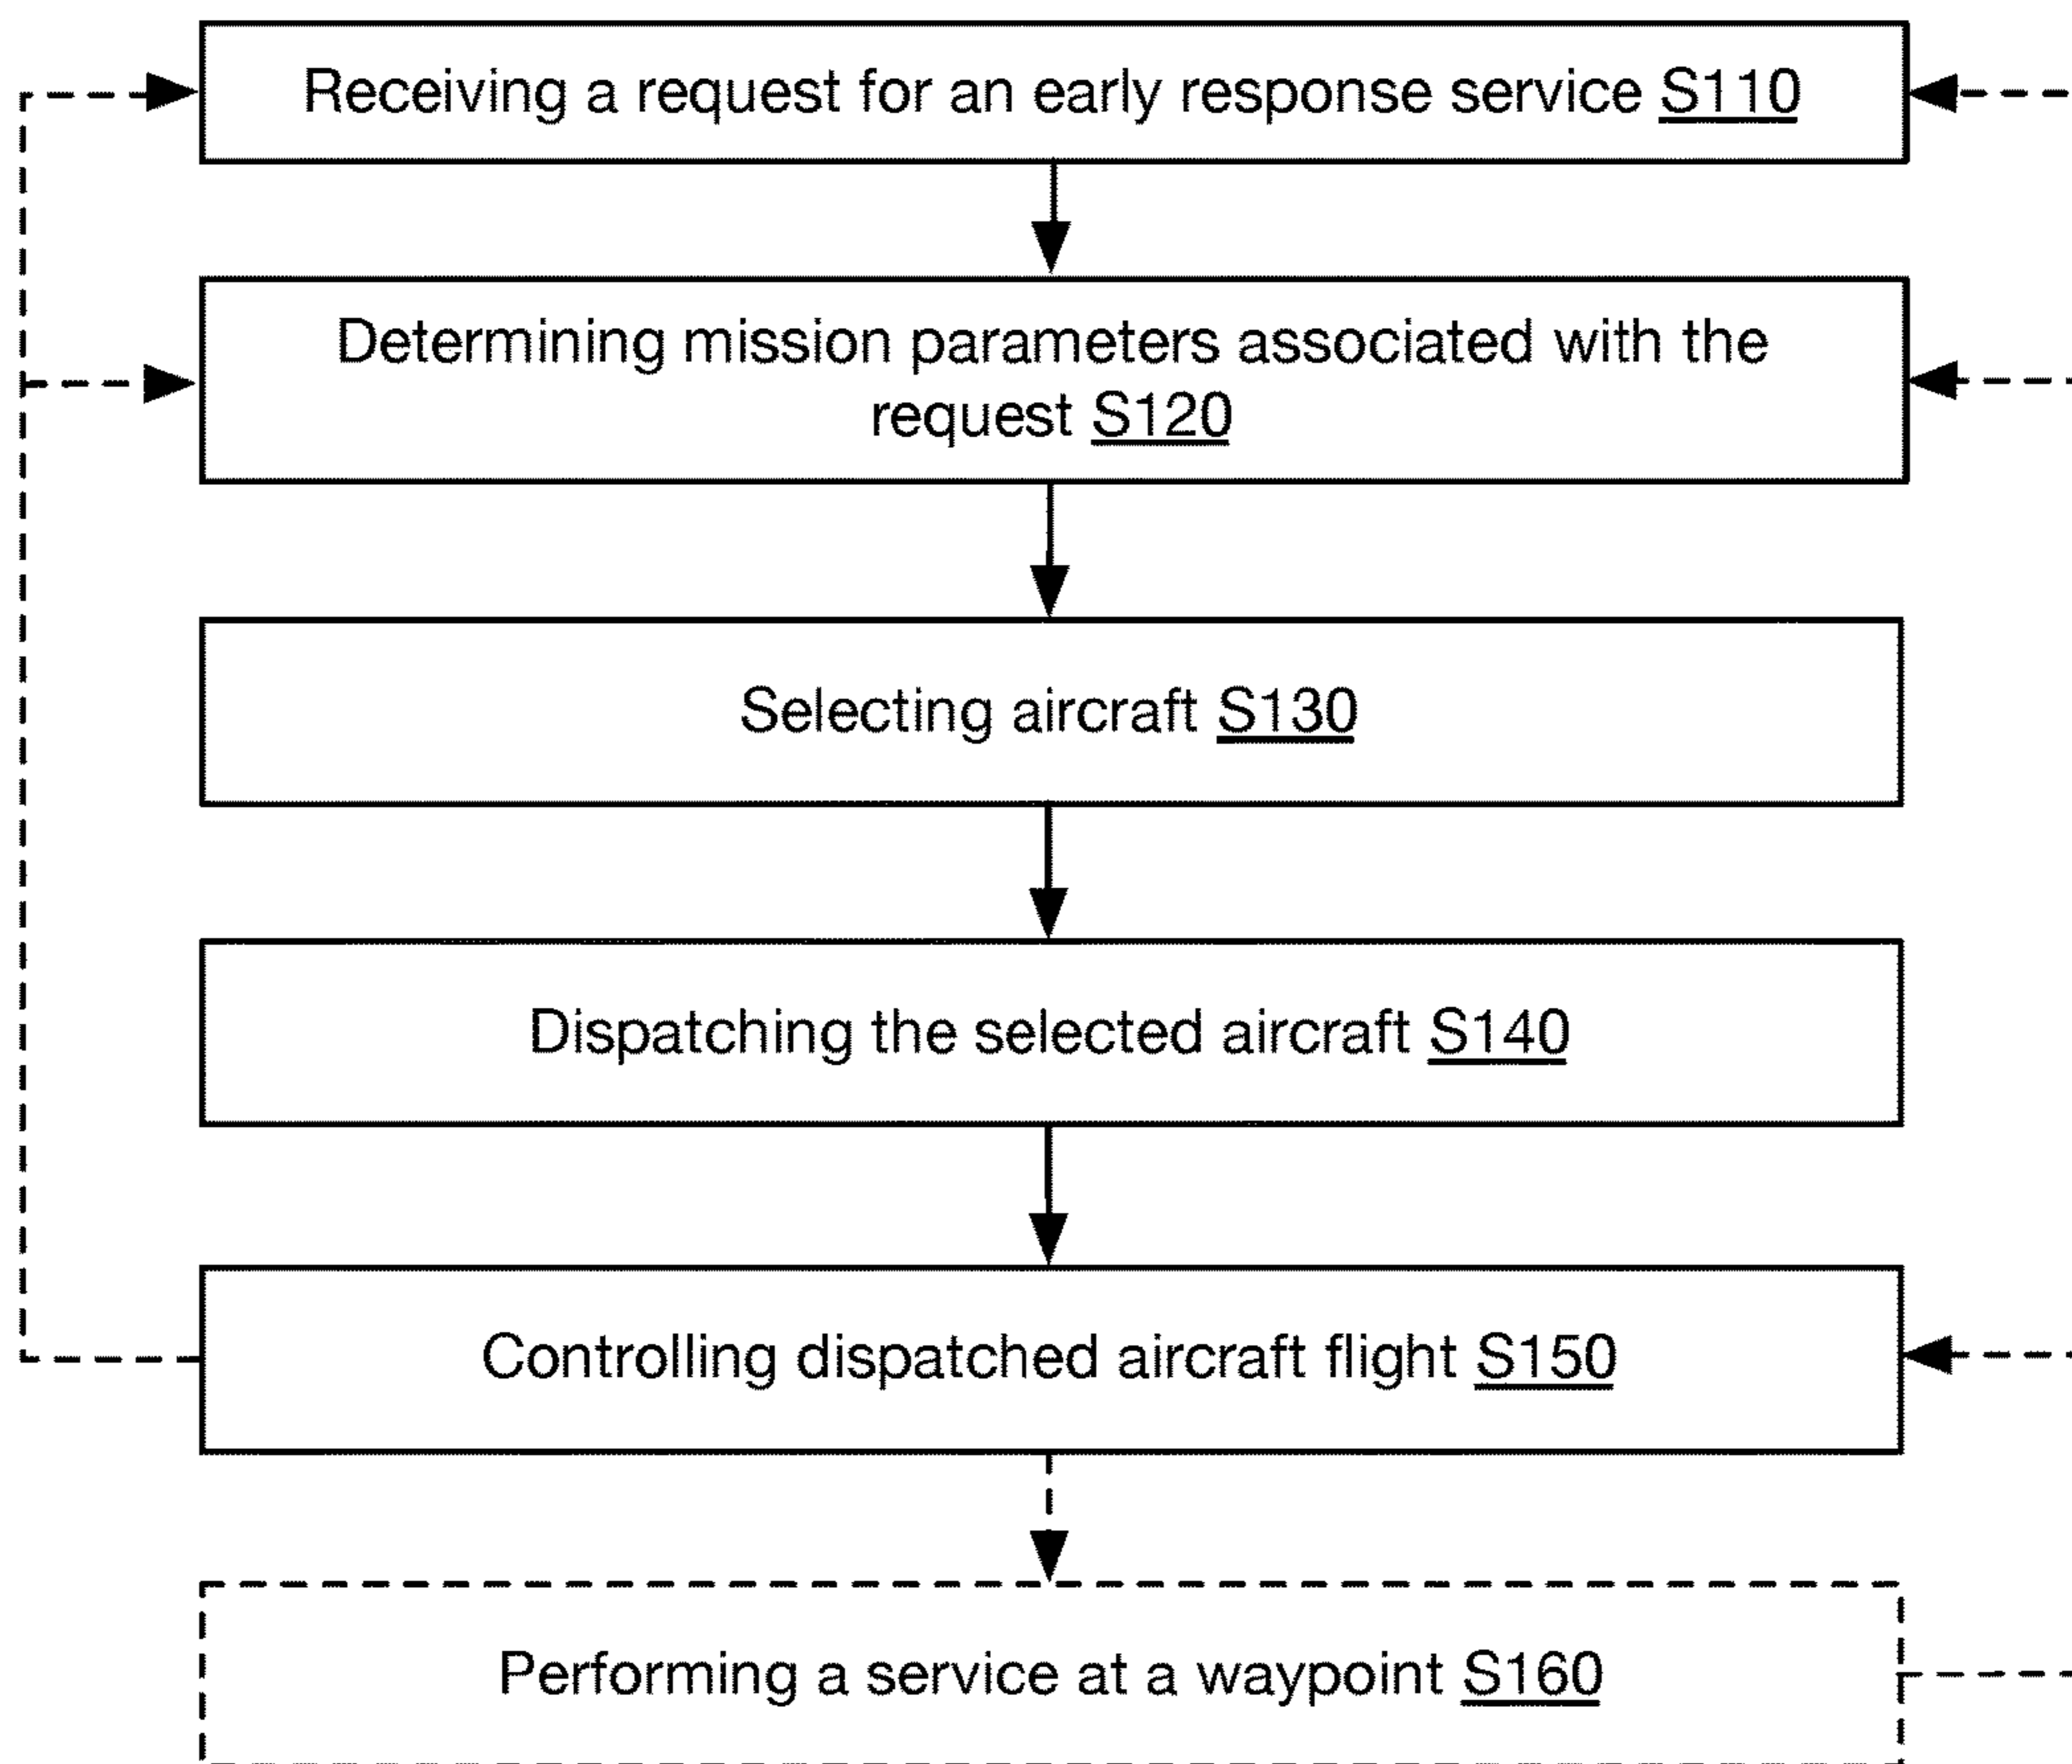 Receiving a request for an early response service S110
Determining mission parameters associated with the
request S120
Selecting aircraft S130
Dispatching the selected aircraft S140
Controlling dispatched aircraft flight S150
Performing a service at a waypoint S160